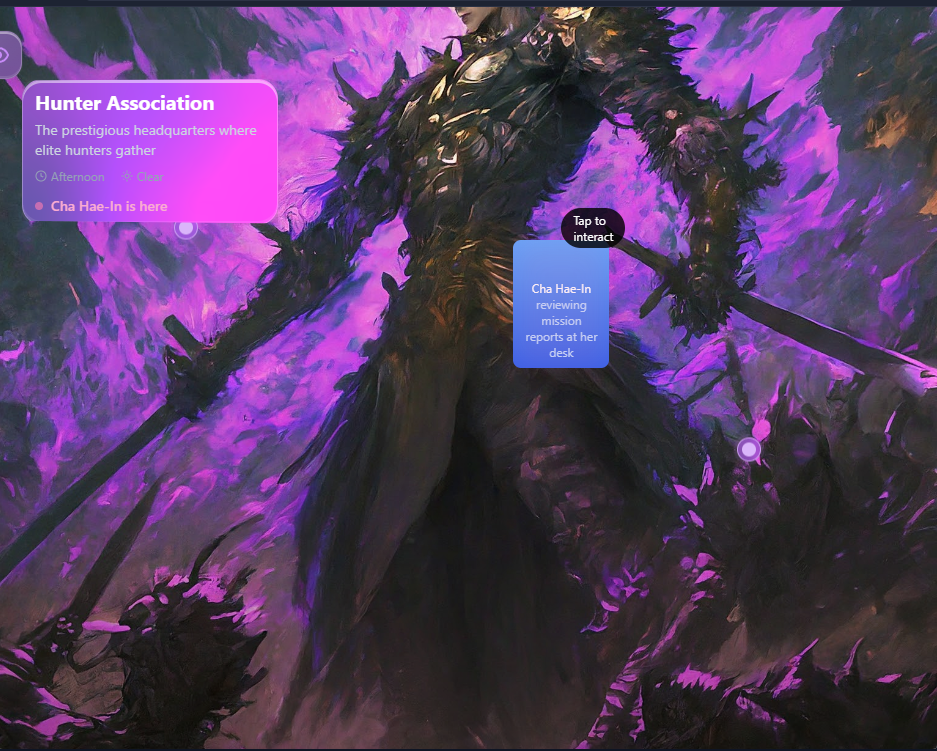 Hunter Association
The prestigious headquarters where
elite hunters gather
Afternoon Clear
Cha Hae-In is here
Tap to
interact
Cha Hae-In
reviewing
mission
reports at her
desk